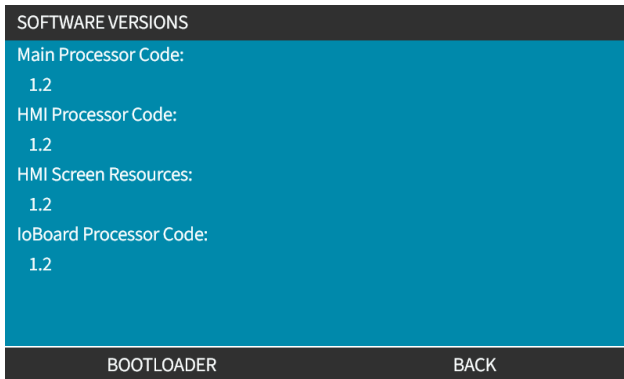 SOFTWARE VERSIONS
Main Processor Code:
1.2
HMI Processor Code:
1.2
HMI Screen Resources:
1.2
IoBoard Processor Code:
1.2
BOOTLOADER BACK